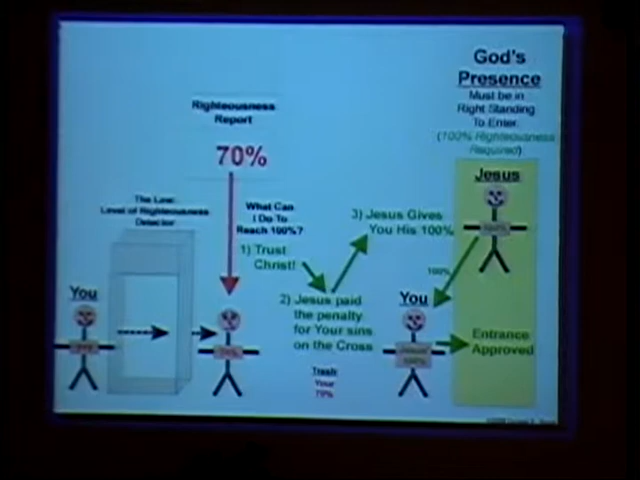 God's
Presence
Must be in
Right Standing
To Enter.
(100% Righteousness
Required)
Righteousness
Report
70%
The Law:
Level of Righteousness
Detector
What Can
I Do To
Reach 100%?
1) Trust
Christ!
2) Jesus paid
the penalty
for Your sins
on the Cross
3) Jesus Gives
You His 100%
Jesus
100%
100%
You
You
Entrance
Approved
Trash
Your
70%